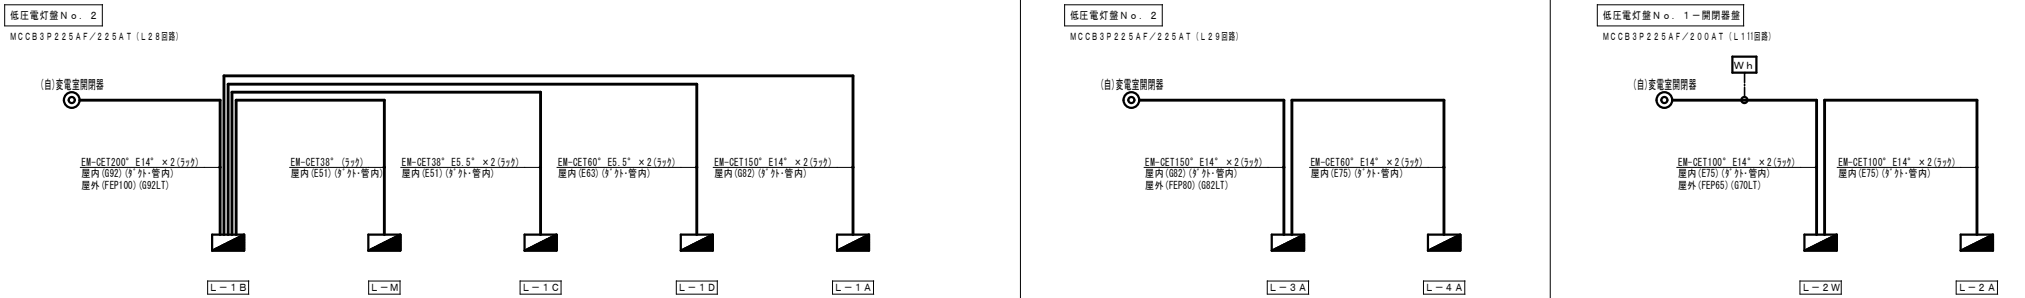 低圧電灯盤No. 2
MCCB3P225AF/225AT (L28回路)
(自)変電室開閉器
EM-CET200° E14° ×2(ラック)
屋内(G92)(ダクト・管内)
屋外(FEP100)(G92LT)
EM-CET38° (ラック)
屋内(E51)(ダクト・管内)
EM-CET38° E5.5° ×2(ラック)
屋内(E51)(ダクト・管内)
EM-CET60° E5.5° ×2(ラック)
屋内(E63)(ダクト・管内)
EM-CET150° E14° ×2(ラック)
屋内(G82)(ダクト・管内)
L-1B
L-M
L-1C
L-1D
L-1A
低圧電灯盤No. 2
MCCB3P225AF/225AT (L29回路)
(自)変電室開閉器
EM-CET150° E14° ×2(ラック)
屋内(G82)(ダクト・管内)
屋外(FEP80)(G82LT)
EM-CET60° E14° ×2(ラック)
屋内(E75)(ダクト・管内)
L-3A
L-4A
低圧電灯盤No. 1-開閉器盤
MCCB3P225AF/200AT (L111回路)
Wh
(自)変電室開閉器
EM-CET100° E14° ×2(ラック)
屋内(E75)(ダクト・管内)
屋外(FEP65)(G70LT)
EM-CET100° E14° ×2(ラック)
屋内(E75)(ダクト・管内)
L-2W
L-2A